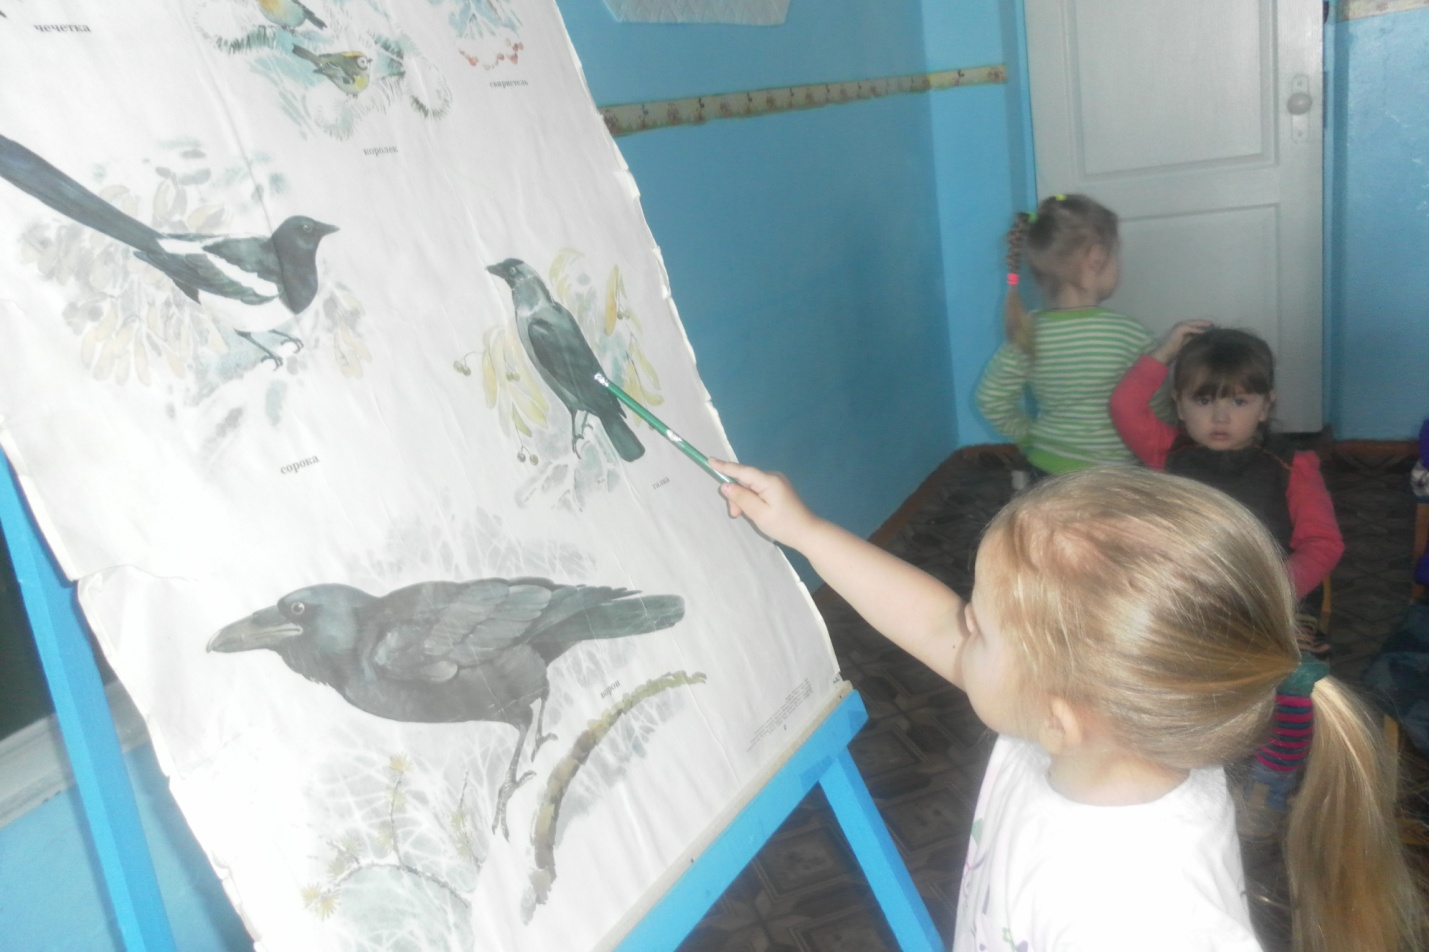 чечетка
свиристель
королек
сорока
галка
ворон